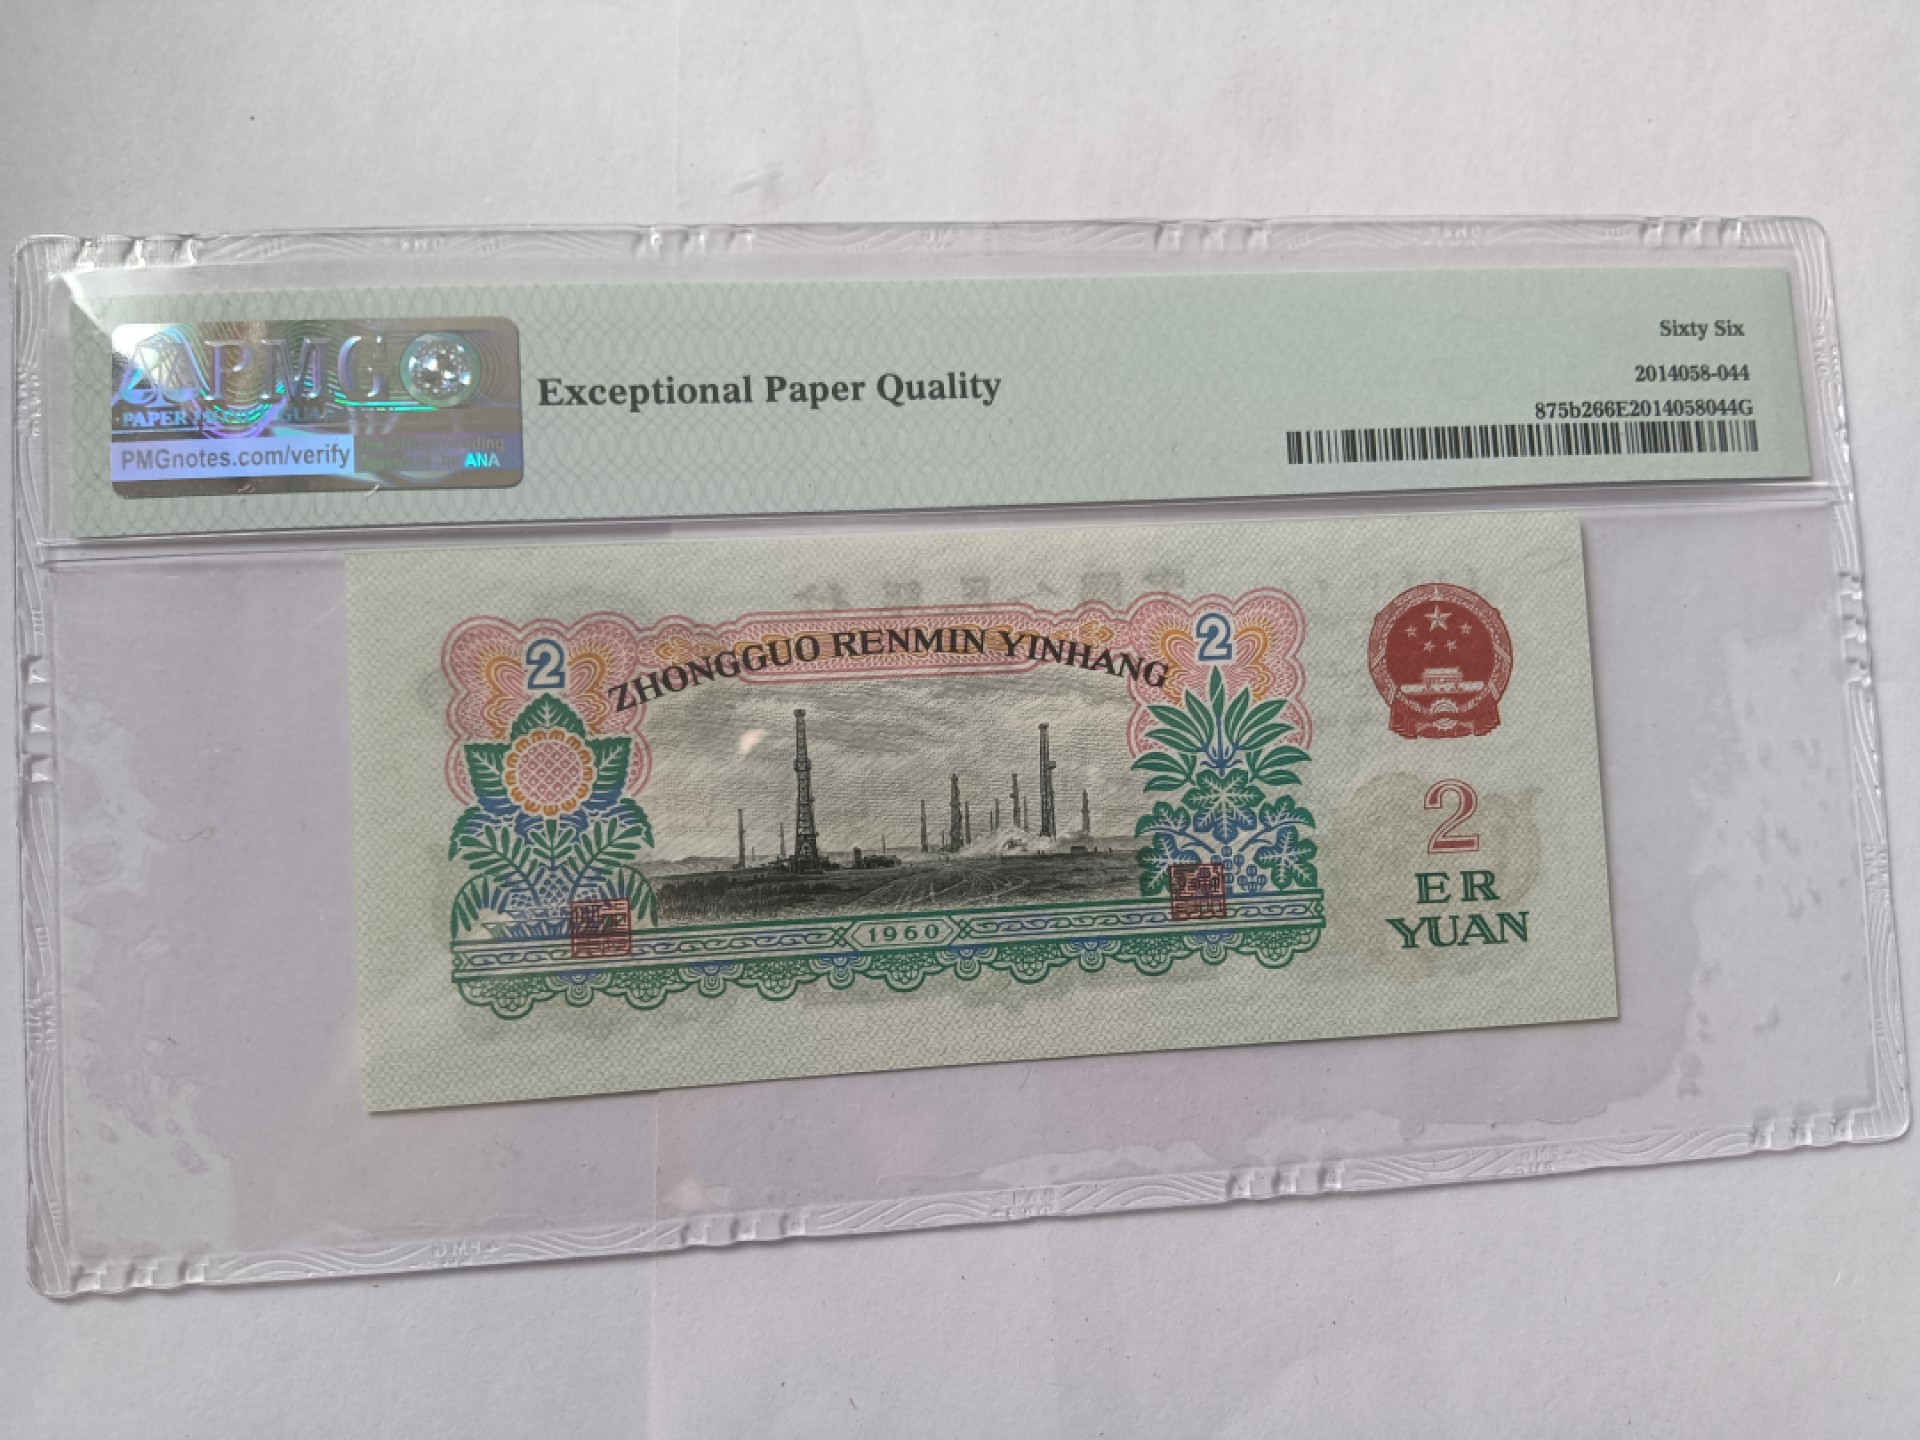 PMG
PMGnotes.com/verify
ANA
Exceptional Paper Quality
Sixty Six
2014058-044
875b266E2014058044G
2
2
ZHONGGUO RENMIN YINHANG
1960
2
ER
YUAN